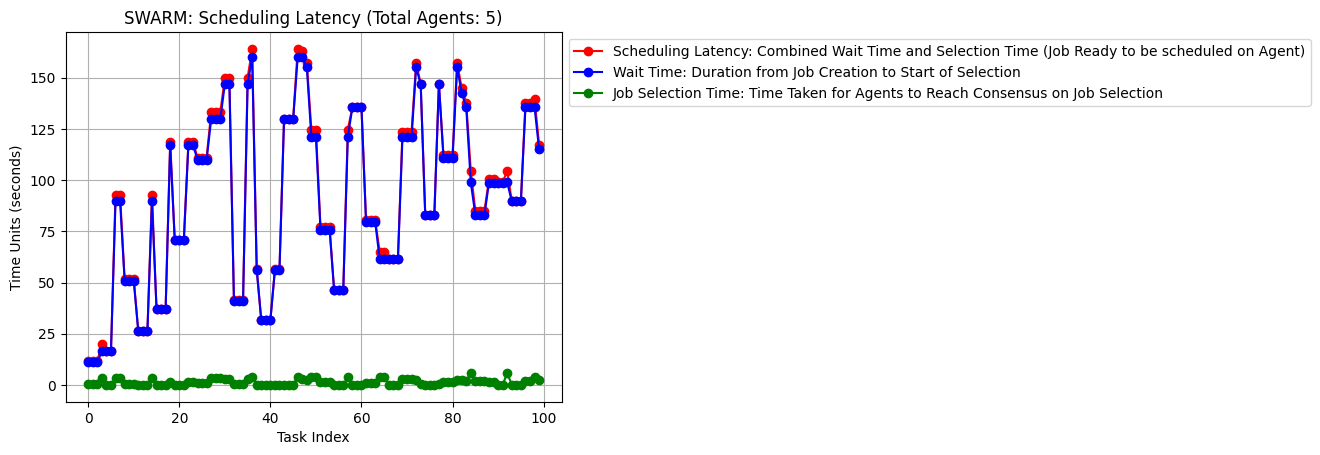 SWARM: Scheduling Latency (Total Agents: 5)
Scheduling Latency: Combined Wait Time and Selection Time (Job Ready to be scheduled on Agent)
Wait Time: Duration from Job Creation to Start of Selection
Job Selection Time: Time Taken for Agents to Reach Consensus on Job Selection
Time Units (seconds)
150
125
100
75
50
25
0
0 20 40 60 80 100
Task Index